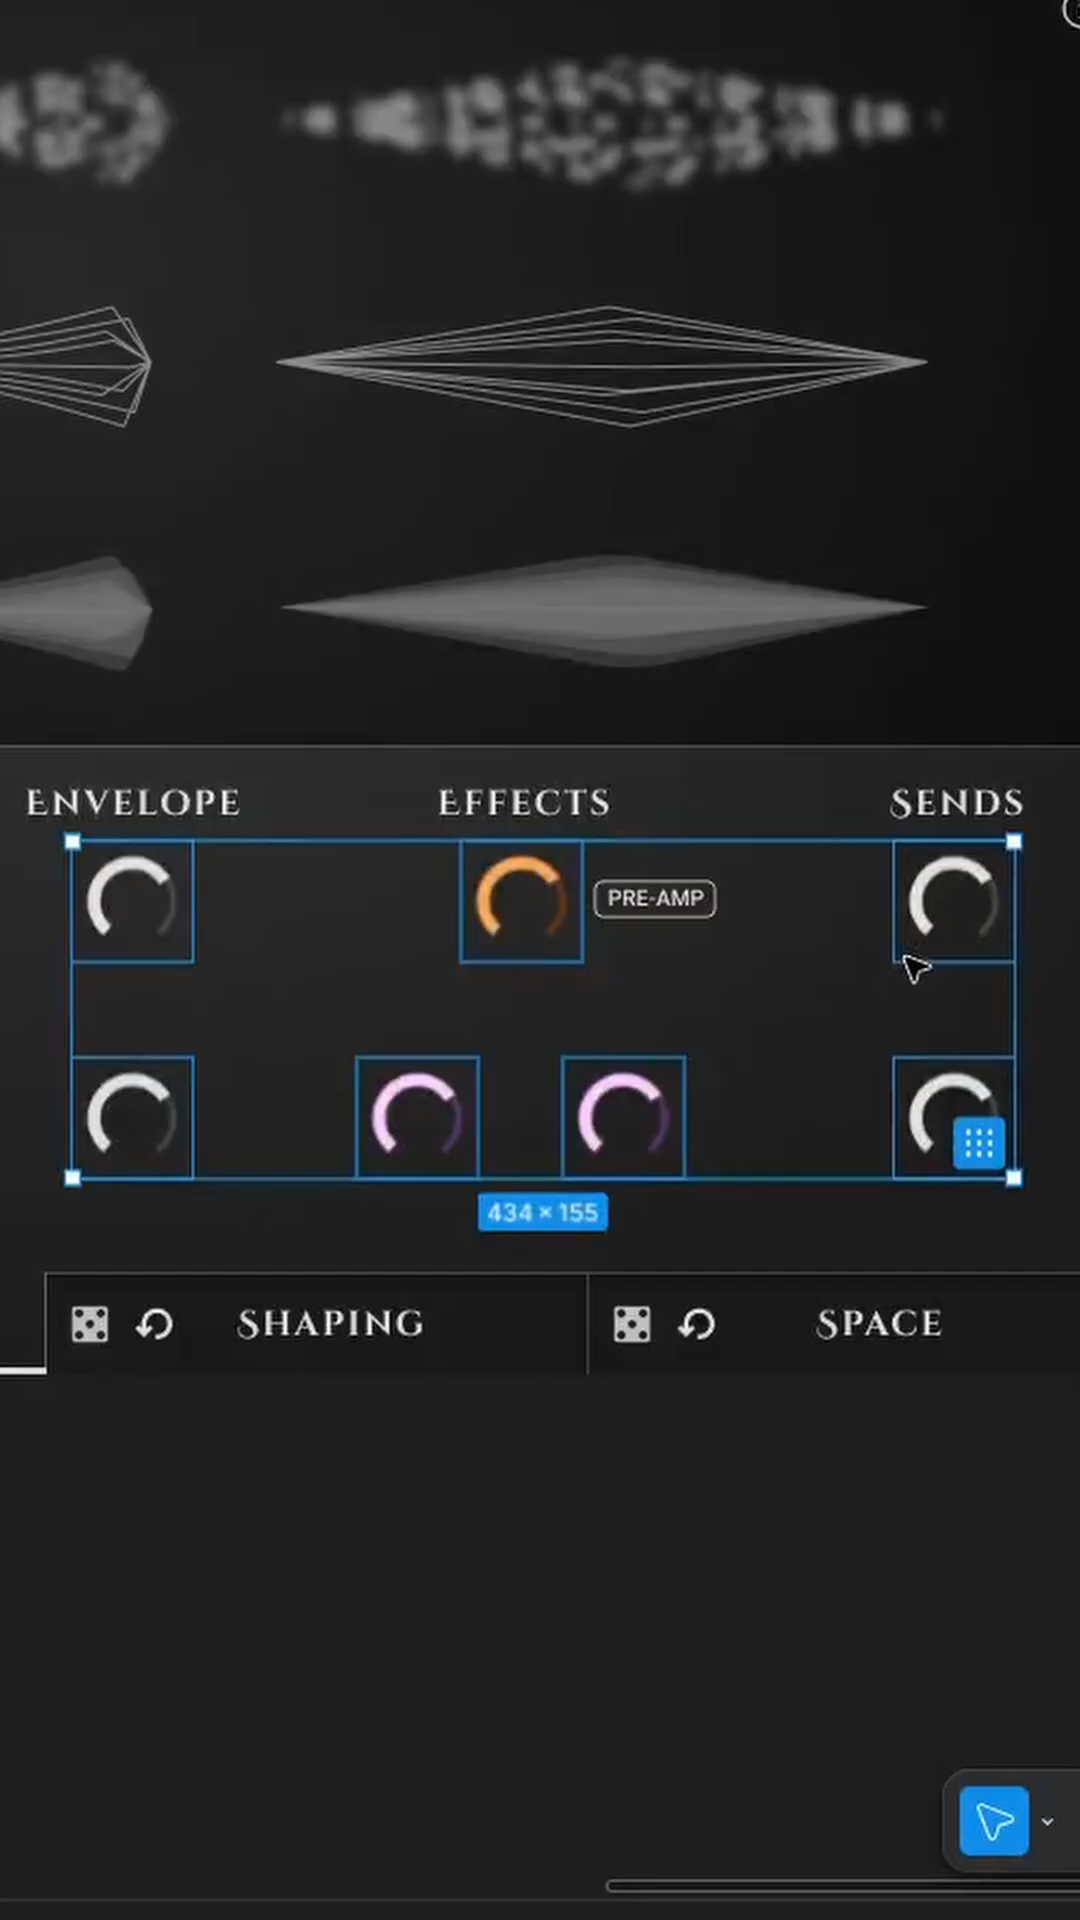 ENVELOPE
EFFECTS
SENDS
PRE-AMP
434 × 155
SHAPING
SPACE